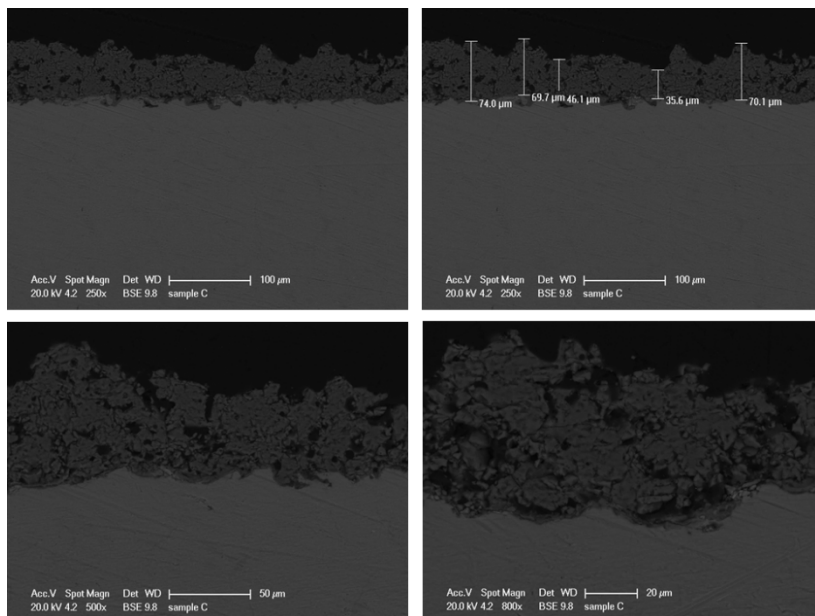 74.0 µm
69.7 µm
46.1 µm
35.6 µm
70.1 µm
Acc.V Spot Magn Det WD 100 µm
20.0 kV 4.2 250x BSE 9.8 sample C
Acc.V Spot Magn Det WD 100 µm
20.0 kV 4.2 250x BSE 9.8 sample C
Acc.V Spot Magn Det WD 50 µm
20.0 kV 4.2 500x BSE 9.8 sample C
Acc.V Spot Magn Det WD 20 µm
20.0 kV 4.2 800x BSE 9.8 sample C